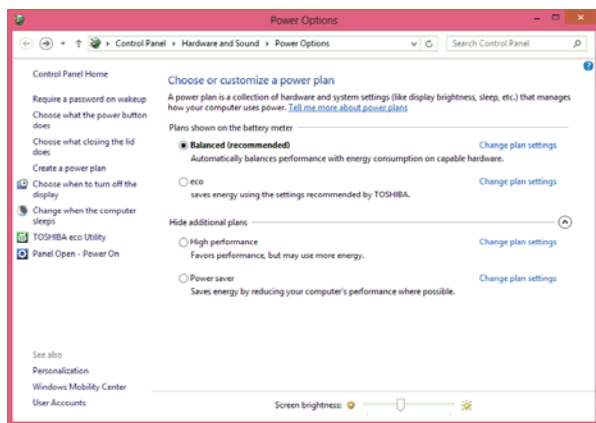 Power Options
Control Panel ▸ Hardware and Sound ▸ Power Options
Search Control Panel
Control Panel Home
Require a password on wakeup
Choose what the power button
does
Choose what closing the lid
does
Create a power plan
Choose when to turn off the
display
Change when the computer
sleeps
TOSHIBA eco Utility
Panel Open - Power On
See also
Personalization
Windows Mobility Center
User Accounts
Choose or customize a power plan
A power plan is a collection of hardware and system settings (like display brightness, sleep, etc.) that manages
how your computer uses power. Tell me more about power plans
Plans shown on the battery meter
Balanced (recommended) Change plan settings
Automatically balances performance with energy consumption on capable hardware.
eco Change plan settings
saves energy using the settings recommended by TOSHIBA.
Hide additional plans
High performance Change plan settings
Favors performance, but may use more energy.
Power saver Change plan settings
Saves energy by reducing your computer's performance where possible.
Screen brightness: